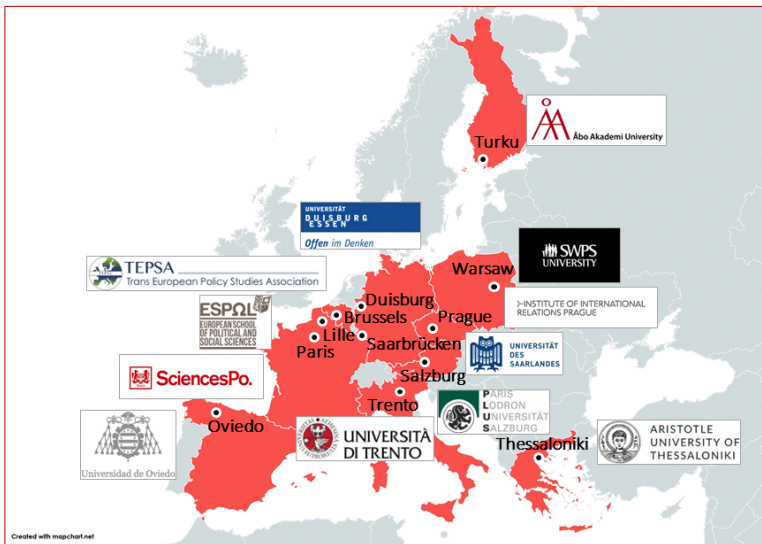 Åbo Akademi University
Turku
UNIVERSITÄT
DUISBURG
ESSEN
Offen im Denken
SWPS
UNIVERSITY
TEPSA
Trans European Policy Studies Association
Warsaw
>INSTITUTE OF INTERNATIONAL
RELATIONS PRAGUE
Duisburg
ESPOL
EUROPEAN SCHOOL
OF POLITICAL AND
SOCIAL SCIENCES
Brussels
Prague
Lille
Paris
Saarbrücken
UNIVERSITÄT
DES
SAARLANDES
SciencesPo.
Salzburg
Trento
PARIS
LODRON
UNIVERSITÄT
SALZBURG
Oviedo
Universidad de Oviedo
UNIVERSITÀ
DI TRENTO
Thessaloniki
ARISTOTLE
UNIVERSITY OF
THESSALONIKI
Created with mapchart.net